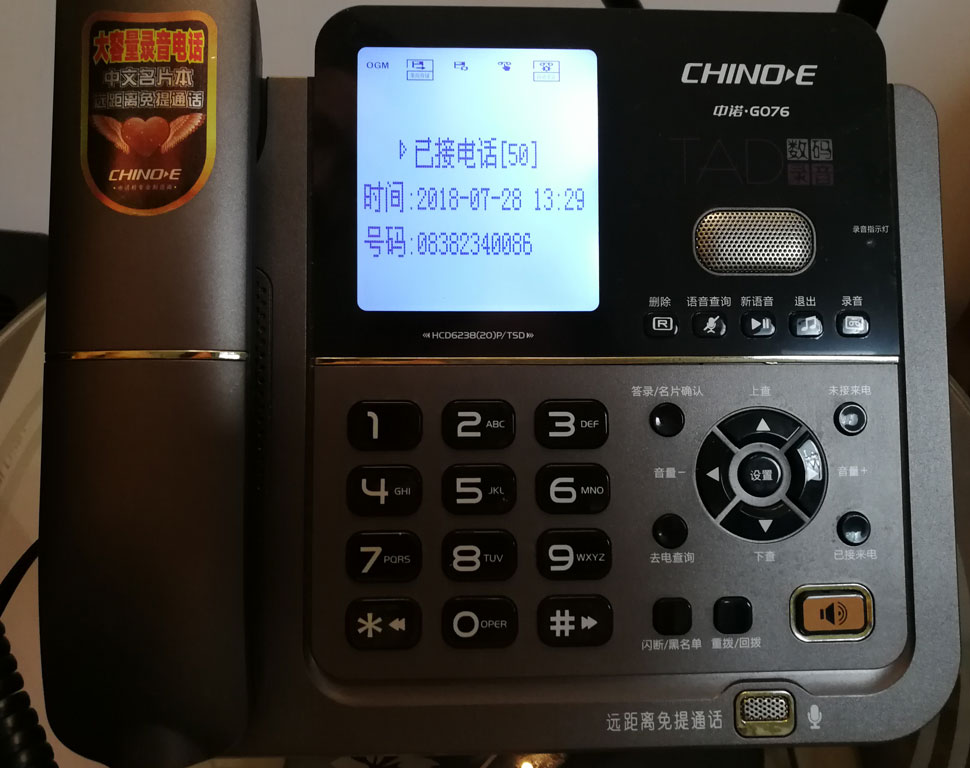 大容量录音电话
中文名片本
远距离免提通话
CHINO-E
OGM
已接电话[50]
时间:2018-07-28 13:29
号码:08382340086
HCD6238(20)P/TSD
CHINO-E
中诺·G076
TAD 数码
录音
录音指示灯
删除 语音查询 新语音 退出 录音
R
答录/名片确认 上查 未接来电
音量- 设置 音量+
去电查询 下查 已接来电
1 2 ABC 3 DEF
4 GHI 5 JKL 6 MNO
7 PQRS 8 TUV 9 WXYZ
* 0 OPER #
闪断/黑名单 重拨/回拨
远距离免提通话